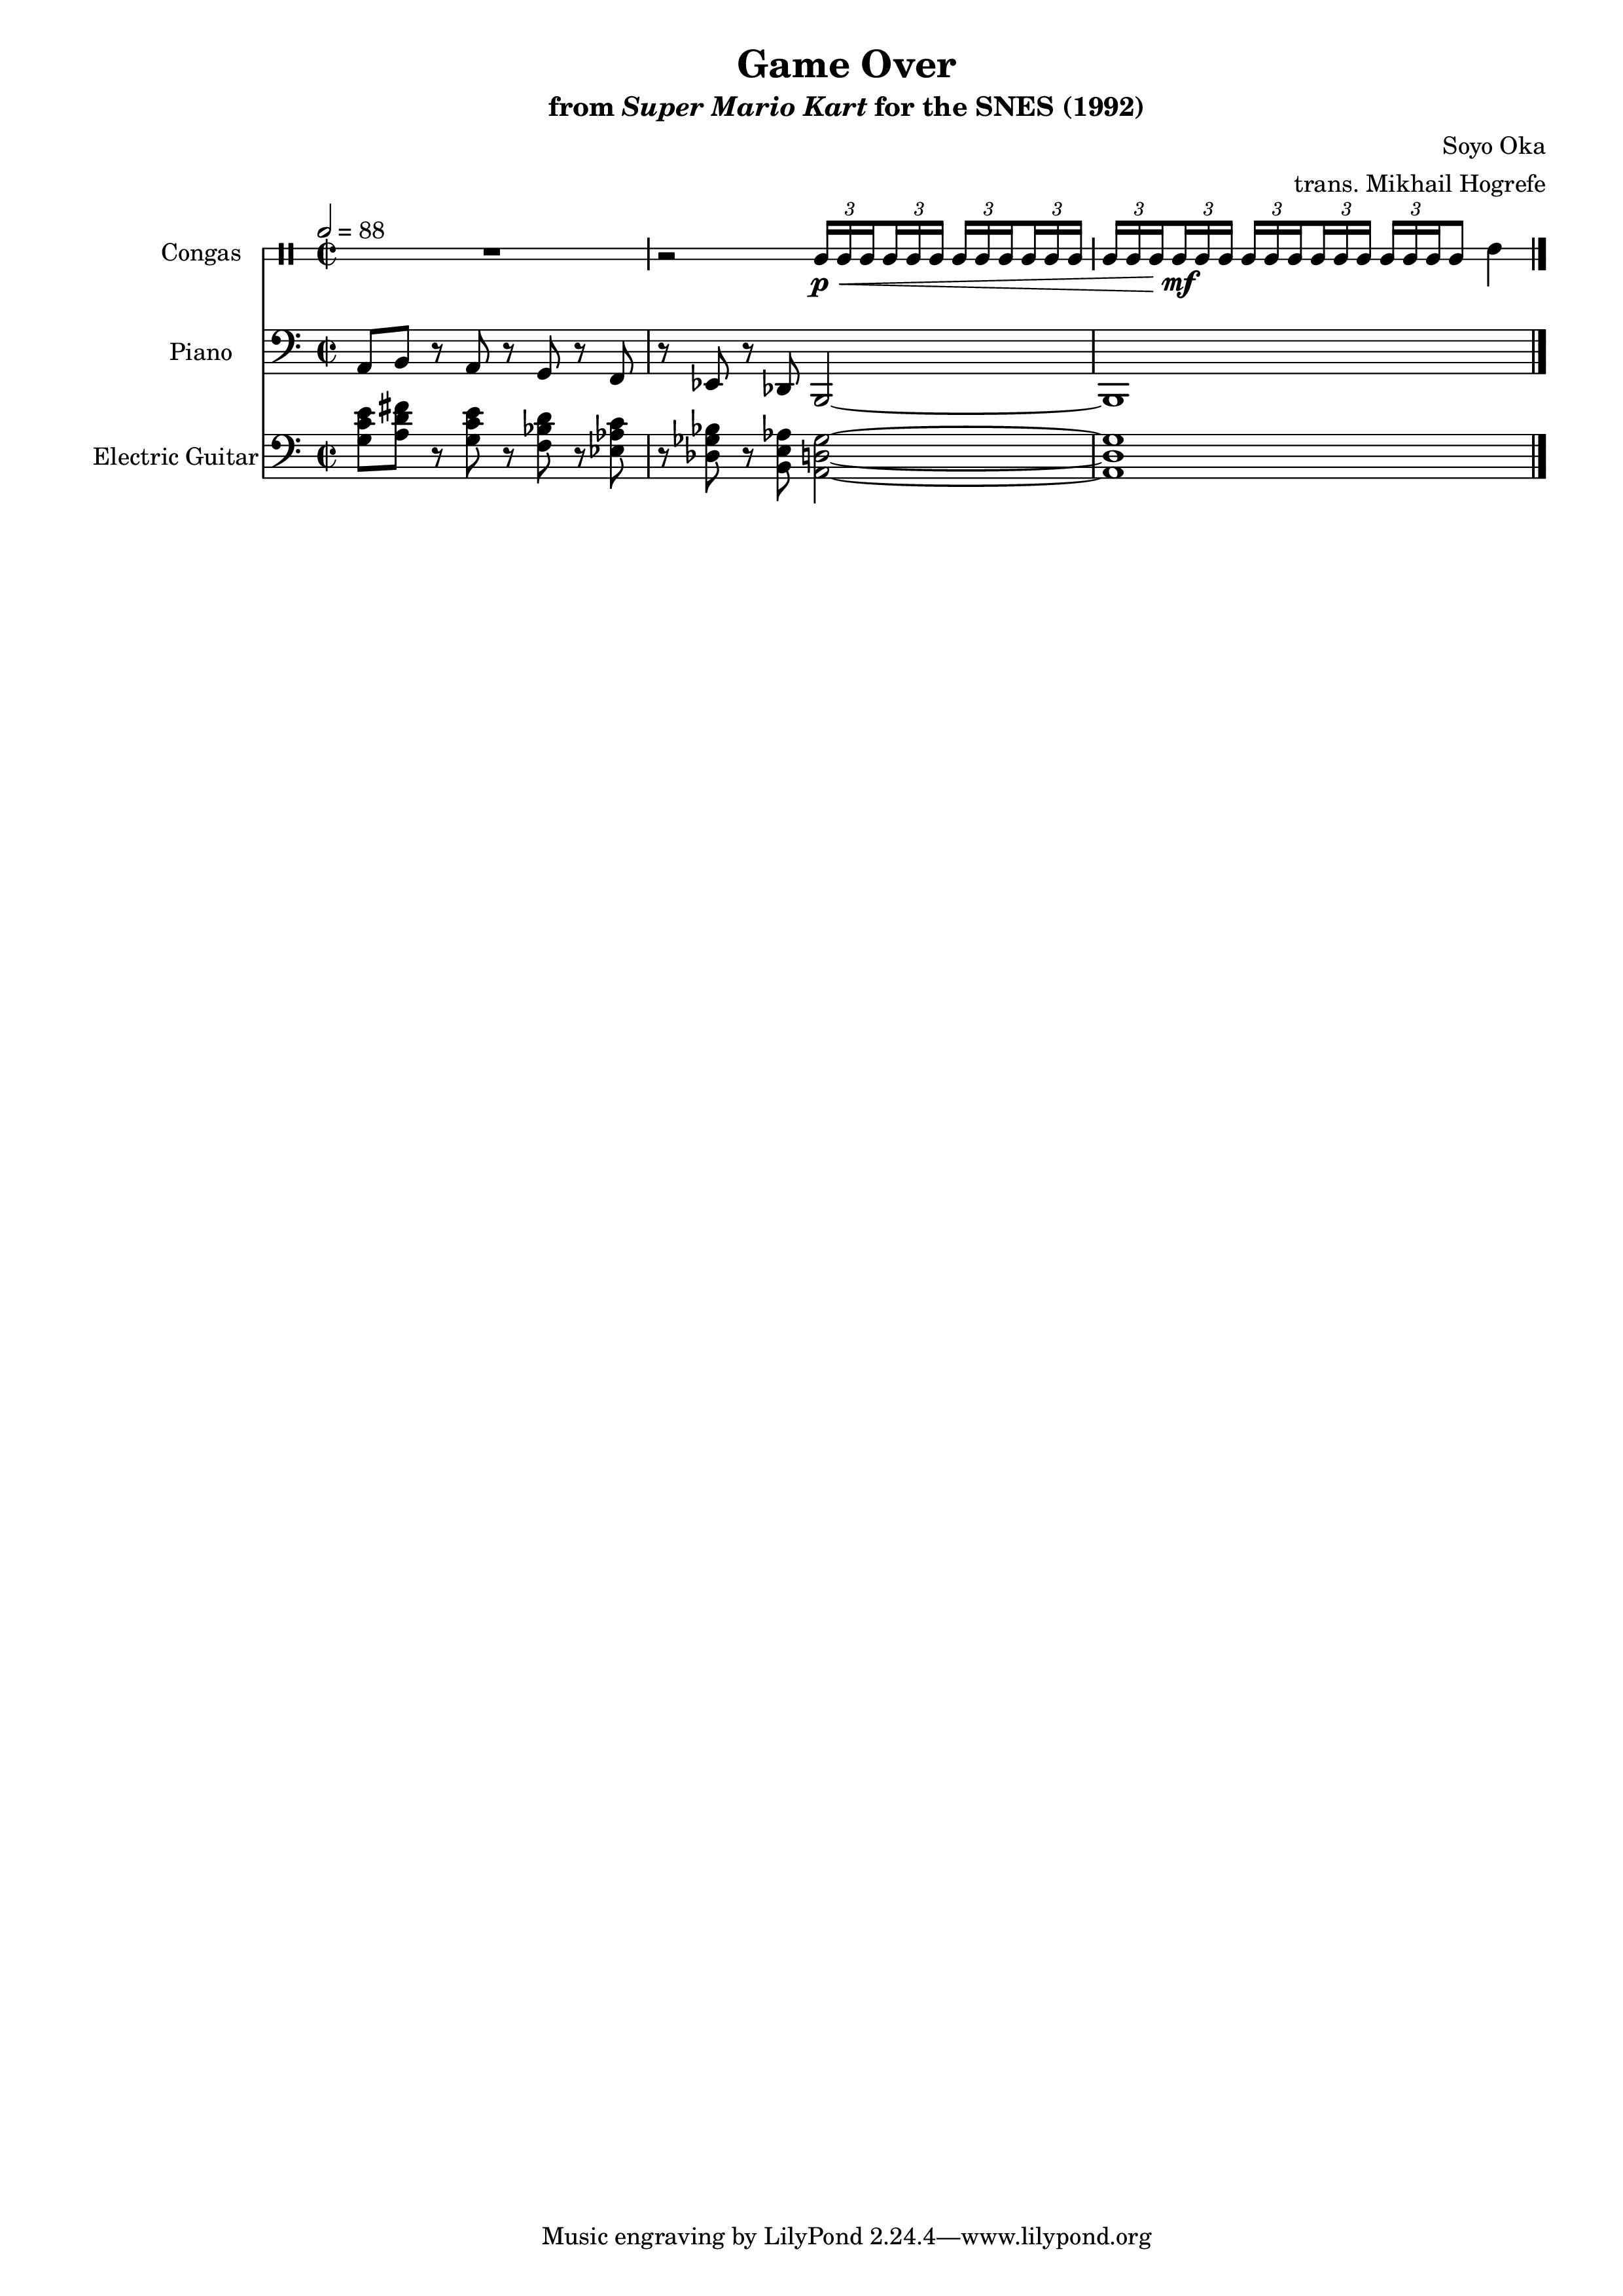 Game Over
from Super Mario Kart for the SNES (1992)
Soyo Oka
trans. Mikhail Hogrefe
= 88
3 3 3 3 3 3 3 3 3
Congas
p mf
Piano
Electric Guitar
Music engraving by LilyPond 2.24.4—www.lilypond.org